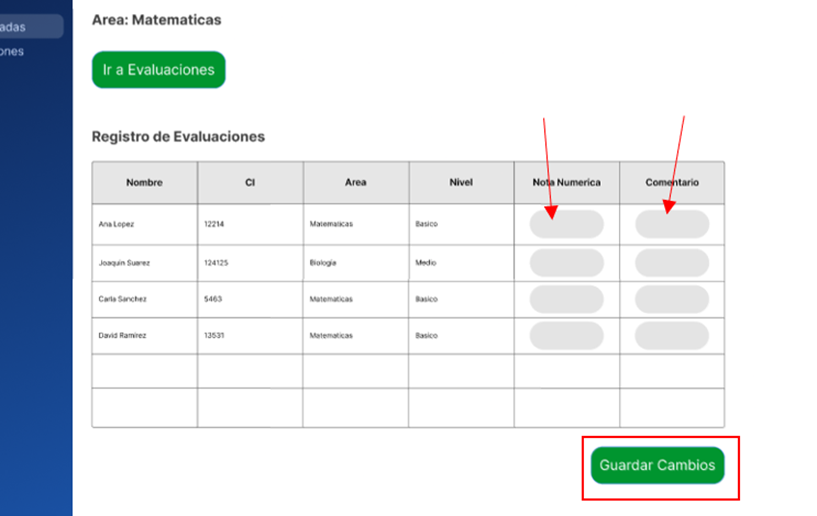 adas
Area: Matematicas
ones
Ir a Evaluaciones
Registro de Evaluaciones
Nombre CI Area Nivel Nota Numerica Comentario
Ana Lopez 12214 Matematicas Basico
Joaquin Suarez 124125 Biologia Medio
Carla Sanchez 5463 Matematicas Basico
David Ramirez 13531 Matematicas Basico
Guardar Cambios